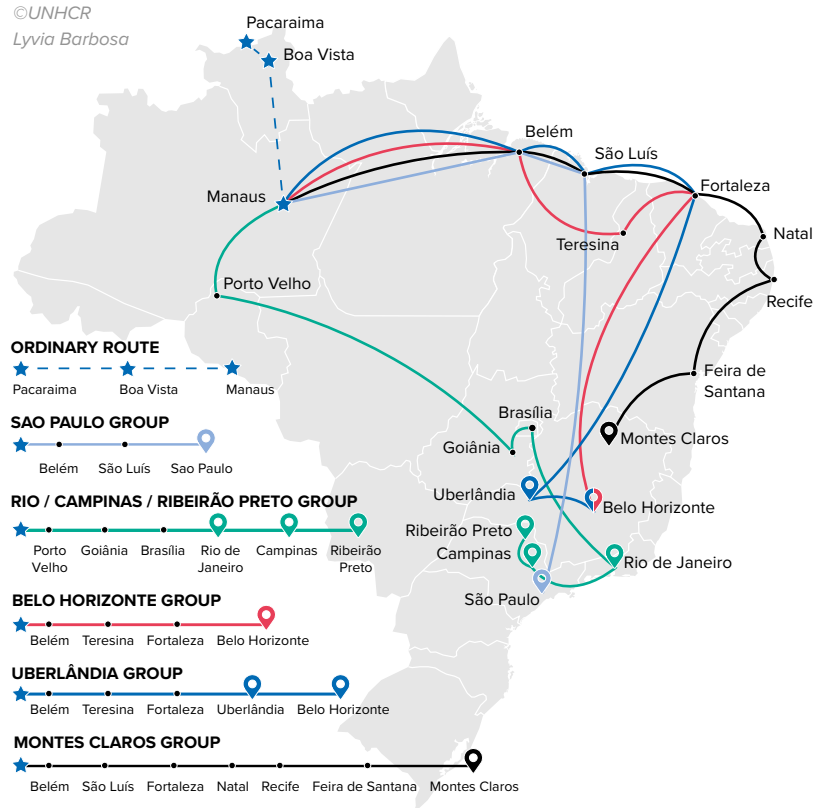 ©UNHCR
Lyvia Barbosa
Pacaraima
Boa Vista
Belém
São Luís
Fortaleza
Manaus
Natal
Teresina
Porto Velho
Recife
Feira de
Santana
Brasília
Montes Claros
Goiânia
Uberlândia
Belo Horizonte
Ribeirão Preto
Campinas
Rio de Janeiro
São Paulo
ORDINARY ROUTE
Pacaraima Boa Vista Manaus
SAO PAULO GROUP
Belém São Luís Sao Paulo
RIO / CAMPINAS / RIBEIRÃO PRETO GROUP
Porto Goiânia Brasília Rio de Campinas Ribeirão
Velho Janeiro Preto
BELO HORIZONTE GROUP
Belém Teresina Fortaleza Belo Horizonte
UBERLÂNDIA GROUP
Belém Teresina Fortaleza Uberlândia Belo Horizonte
MONTES CLAROS GROUP
Belém São Luís Fortaleza Natal Recife Feira de Santana Montes Claros